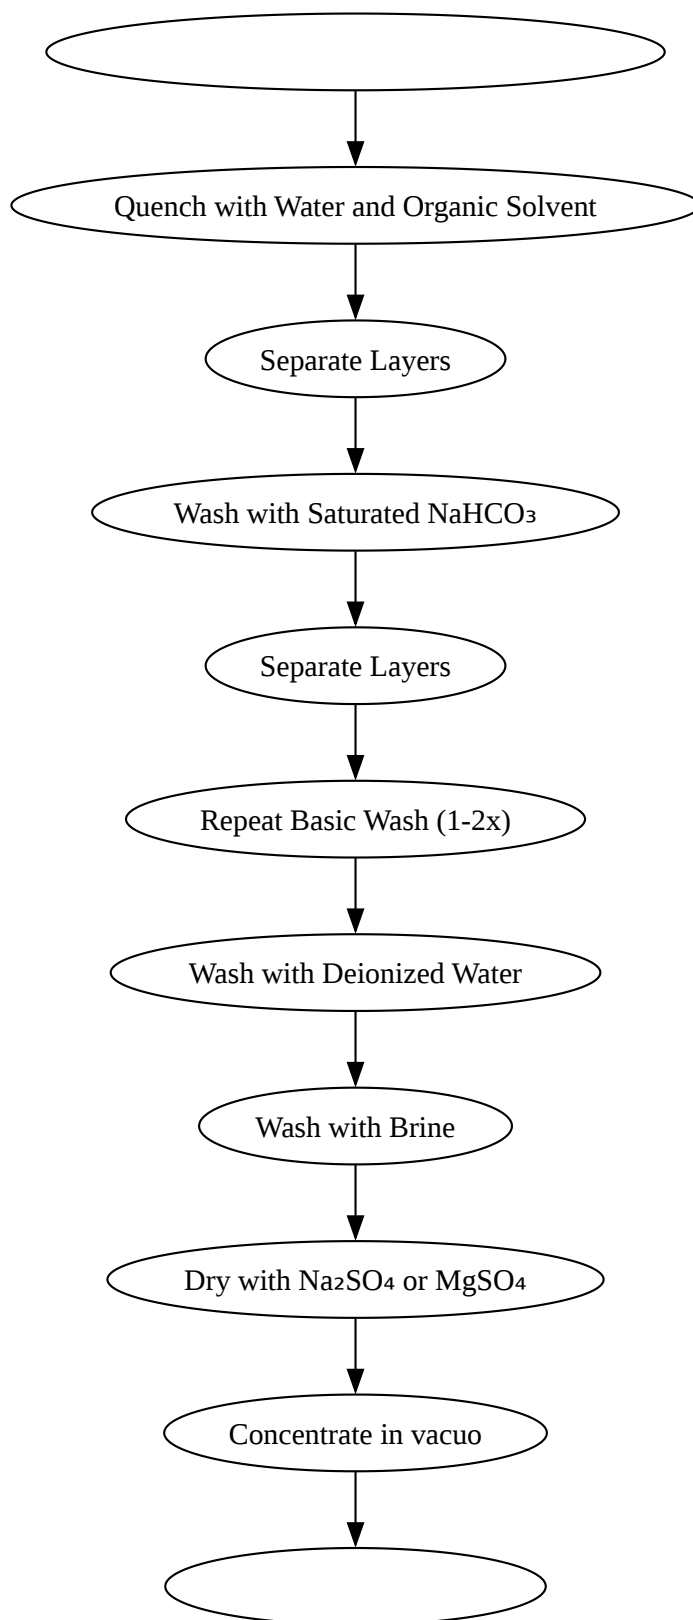 Quench with Water and Organic Solvent
Separate Layers
Wash with Saturated NaHCO₃
Separate Layers
Repeat Basic Wash (1-2x)
Wash with Deionized Water
Wash with Brine
Dry with Na₂SO₄ or MgSO₄
Concentrate in vacuo